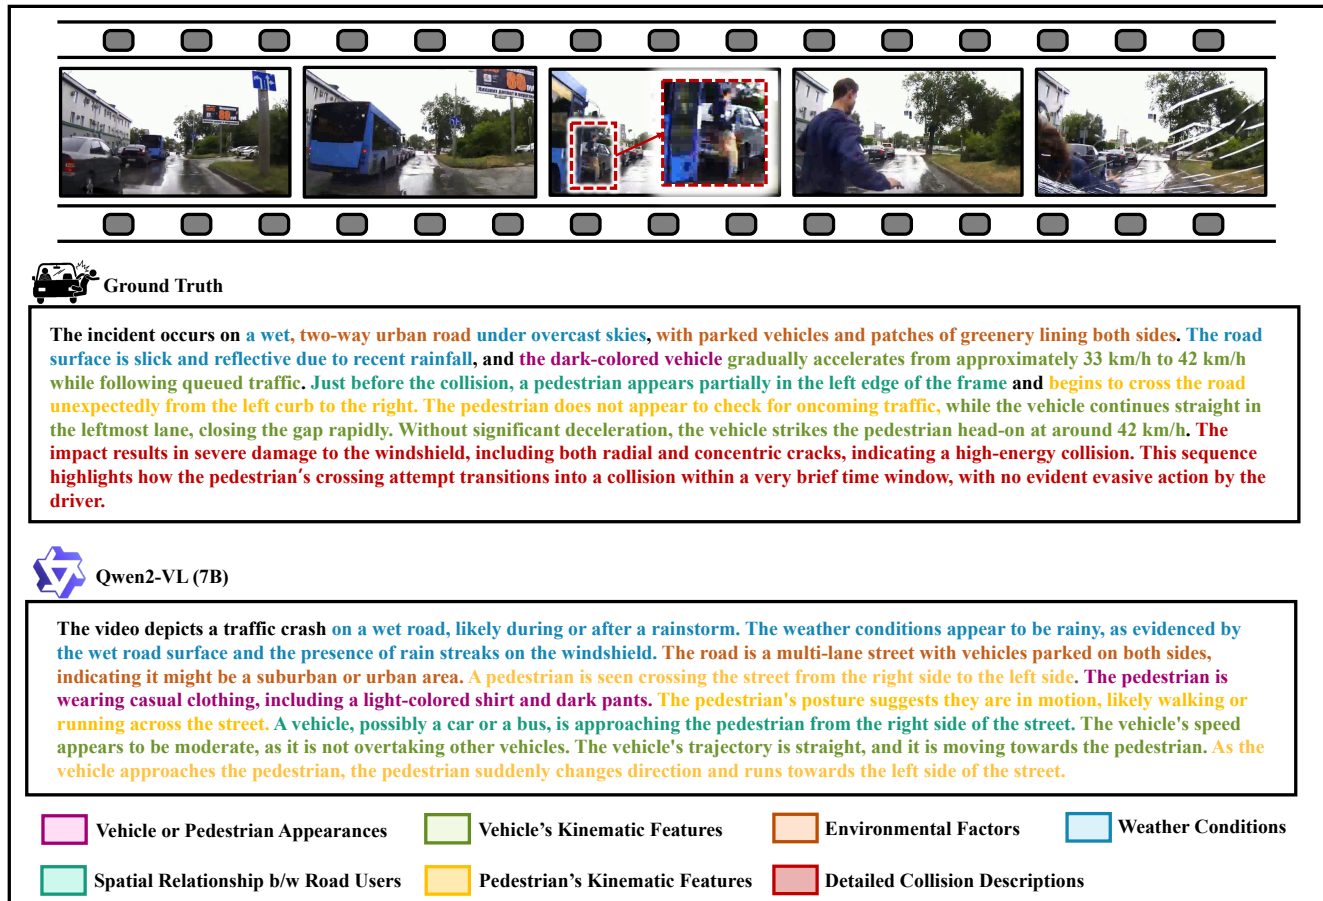 Ground Truth
The incident occurs on a wet, two-way urban road under overcast skies, with parked vehicles and patches of greenery lining both sides. The road
surface is slick and reflective due to recent rainfall, and the dark-colored vehicle gradually accelerates from approximately 33 km/h to 42 km/h
while following queued traffic. Just before the collision, a pedestrian appears partially in the left edge of the frame and begins to cross the road
unexpectedly from the left curb to the right. The pedestrian does not appear to check for oncoming traffic, while the vehicle continues straight in
the leftmost lane, closing the gap rapidly. Without significant deceleration, the vehicle strikes the pedestrian head-on at around 42 km/h. The
impact results in severe damage to the windshield, including both radial and concentric cracks, indicating a high-energy collision. This sequence
highlights how the pedestrian's crossing attempt transitions into a collision within a very brief time window, with no evident evasive action by the
driver.
Qwen2-VL (7B)
The video depicts a traffic crash on a wet road, likely during or after a rainstorm. The weather conditions appear to be rainy, as evidenced by
the wet road surface and the presence of rain streaks on the windshield. The road is a multi-lane street with vehicles parked on both sides,
indicating it might be a suburban or urban area. A pedestrian is seen crossing the street from the right side to the left side. The pedestrian is
wearing casual clothing, including a light-colored shirt and dark pants. The pedestrian's posture suggests they are in motion, likely walking or
running across the street. A vehicle, possibly a car or a bus, is approaching the pedestrian from the right side of the street. The vehicle's speed
appears to be moderate, as it is not overtaking other vehicles. The vehicle's trajectory is straight, and it is moving towards the pedestrian. As the
vehicle approaches the pedestrian, the pedestrian suddenly changes direction and runs towards the left side of the street.
Vehicle or Pedestrian Appearances
Vehicle's Kinematic Features
Environmental Factors
Weather Conditions
Spatial Relationship b/w Road Users
Pedestrian's Kinematic Features
Detailed Collision Descriptions